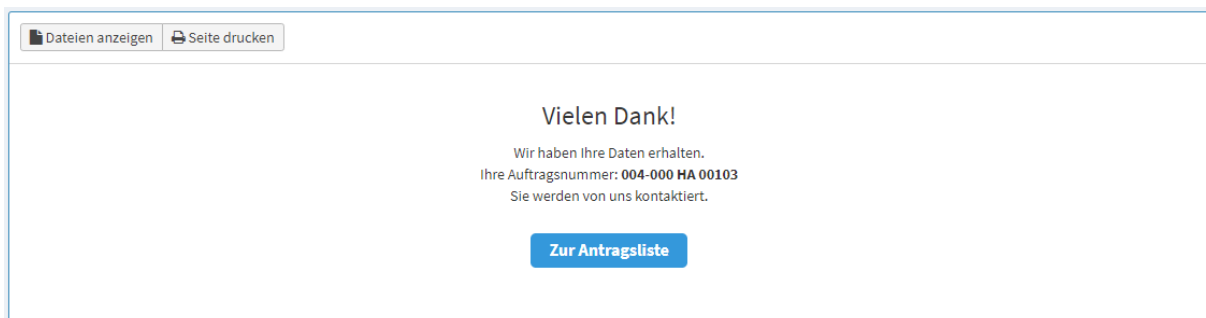 Dateien anzeigen Seite drucken
Vielen Dank!
Wir haben Ihre Daten erhalten.
Ihre Auftragsnummer: 004-000 HA 00103
Sie werden von uns kontaktiert.
Zur Antragsliste